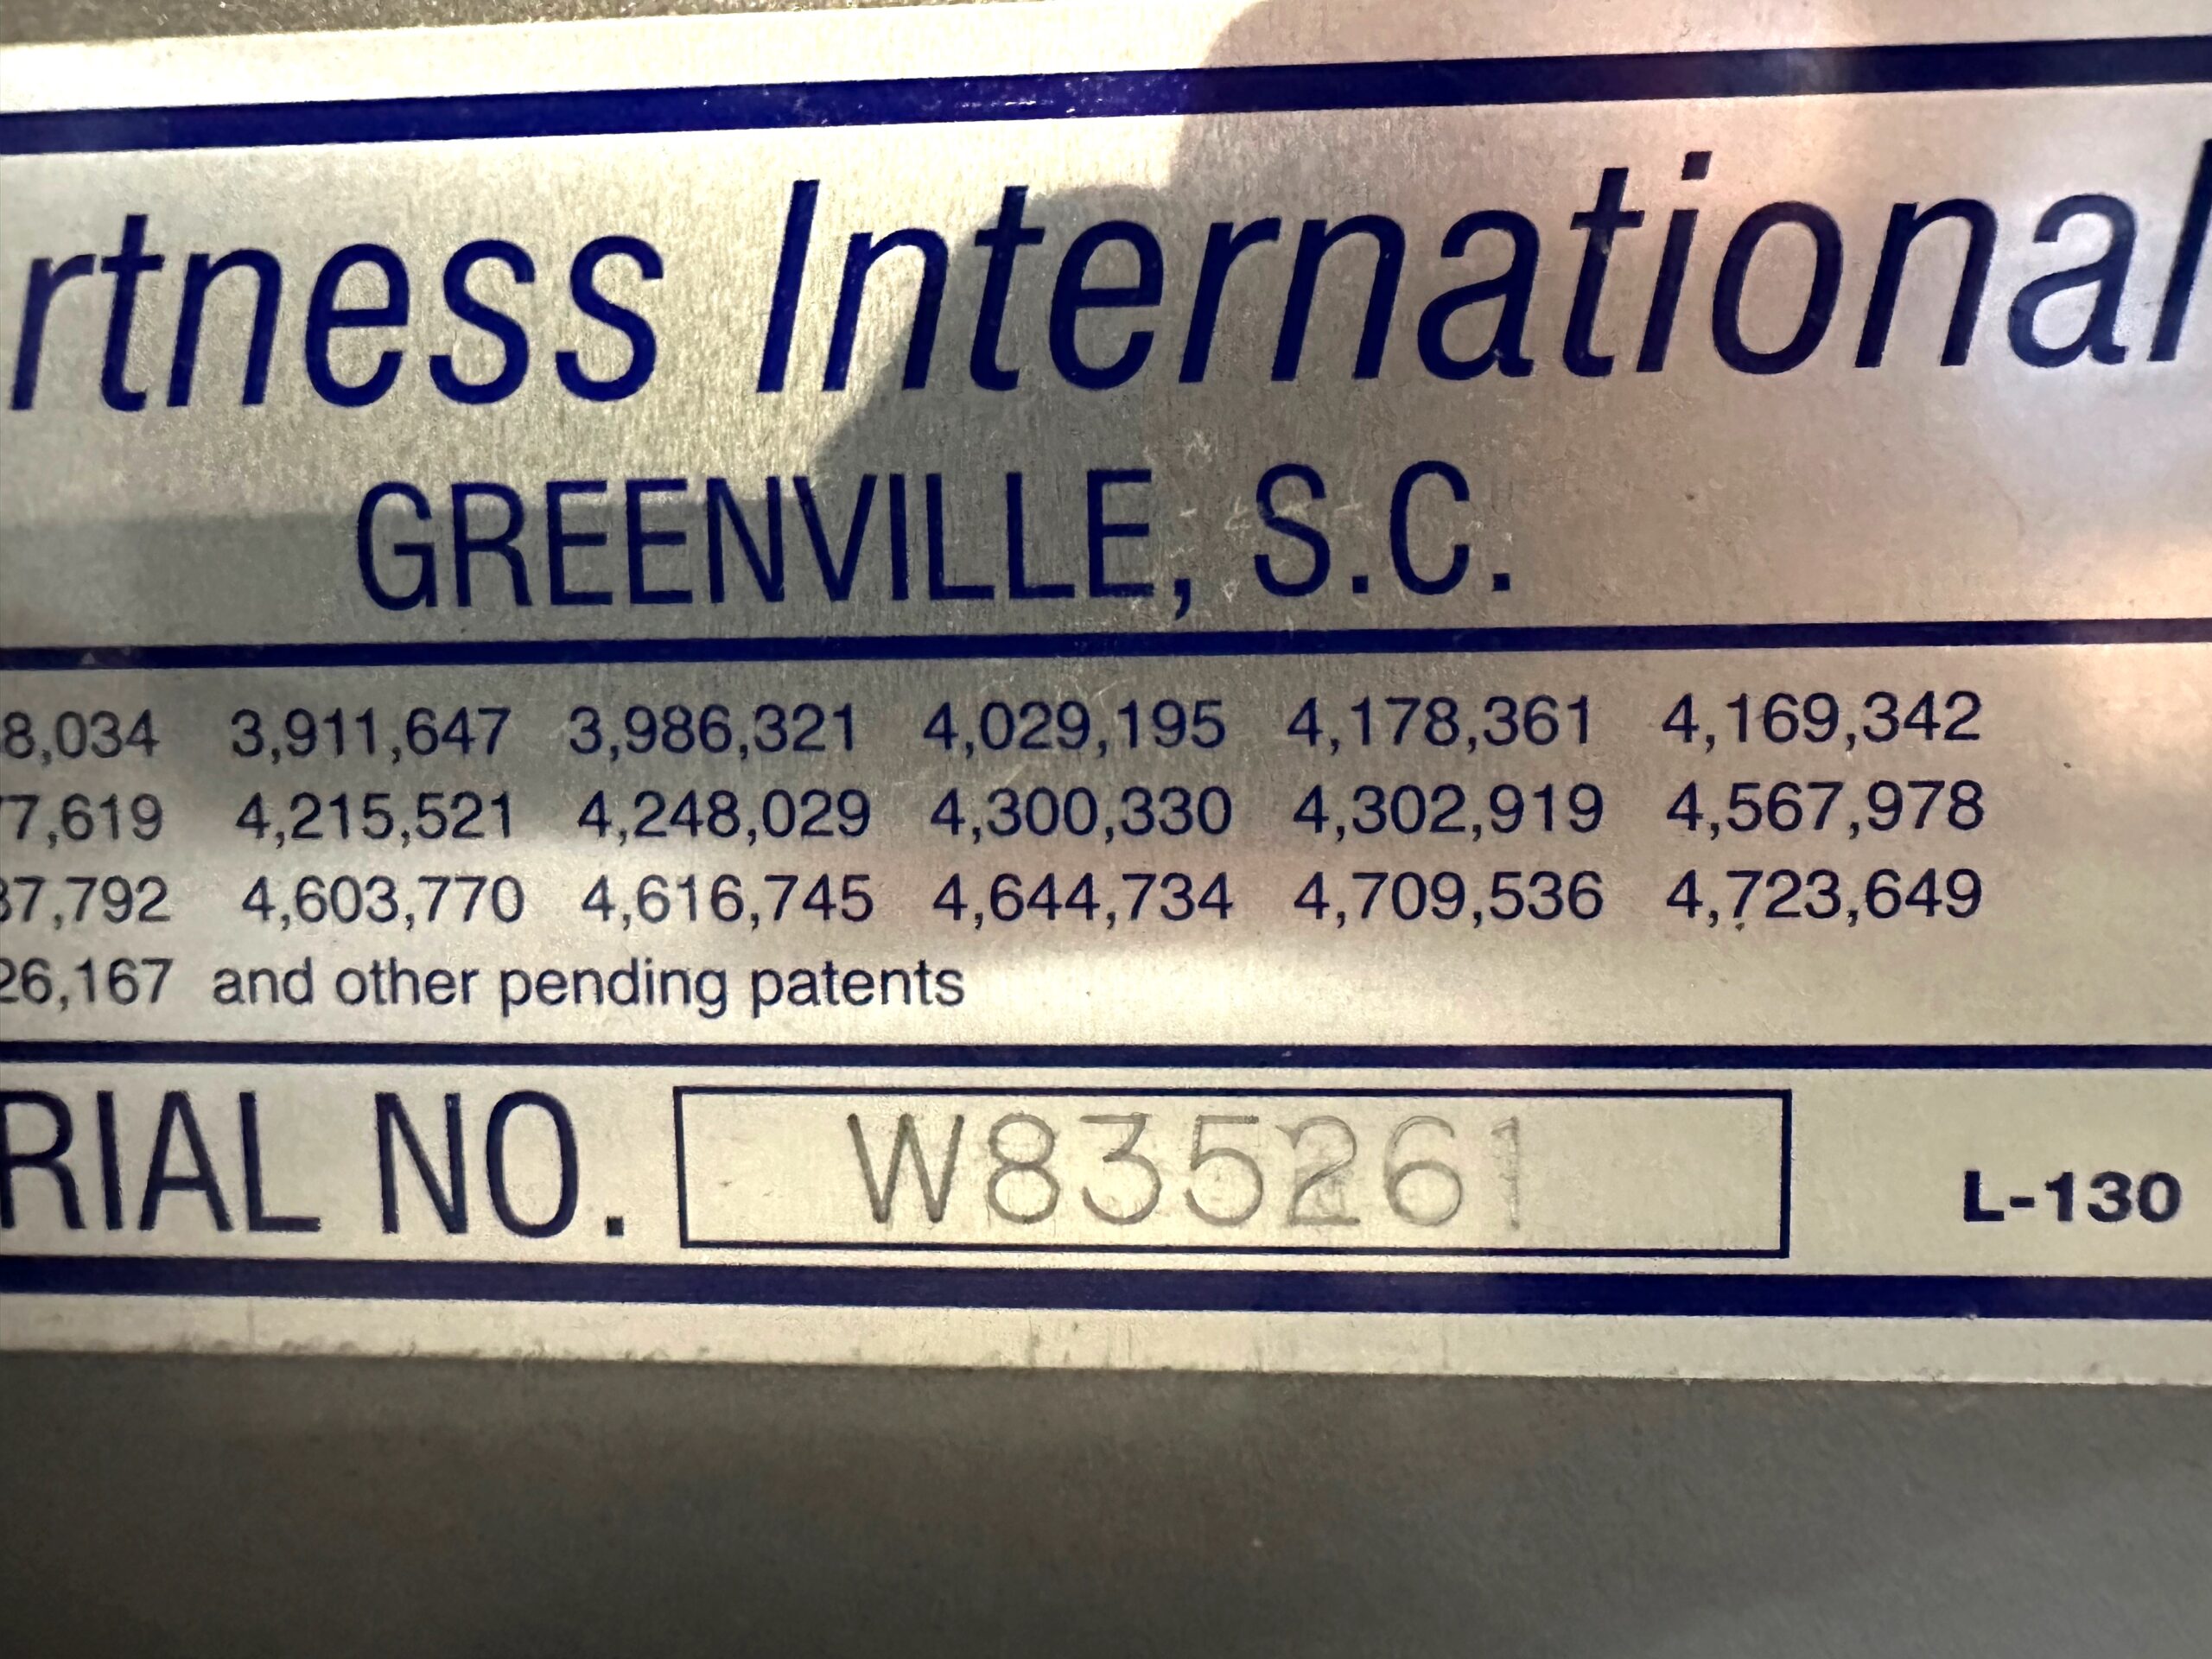 rtness International
GREENVILLE, S.C.
8,034 3,911,647 3,986,321 4,029,195 4,178,361 4,169,342
77,619 4,215,521 4,248,029 4,300,330 4,302,919 4,567,978
37,792 4,603,770 4,616,745 4,644,734 4,709,536 4,723,649
26,167 and other pending patents
RIAL NO. W835261 L-130